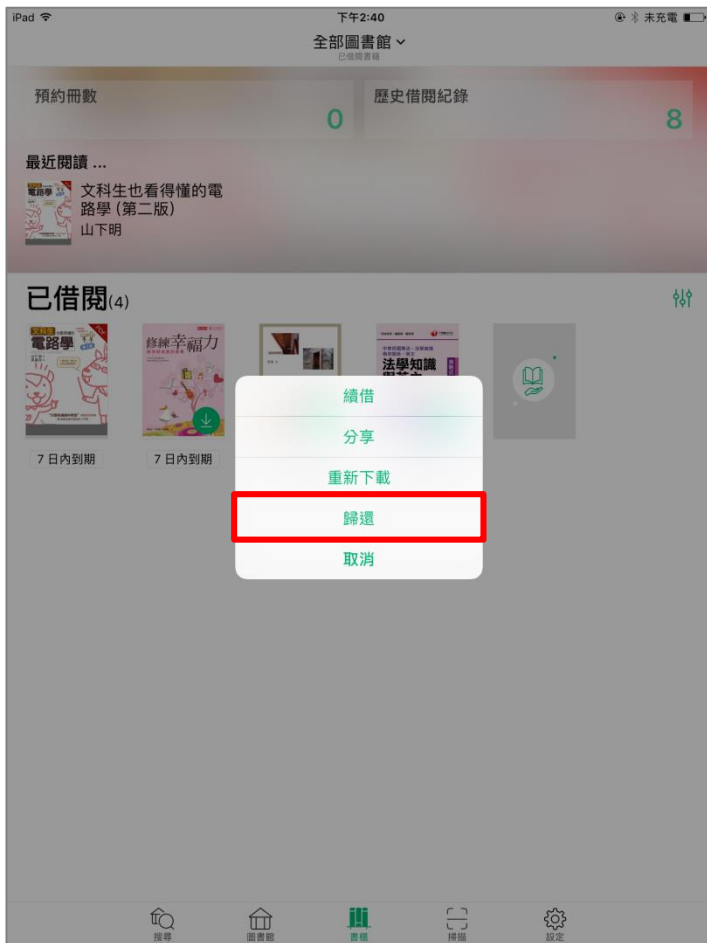 iPad 下午2:40 未充電
全部圖書館
已借閱書籍
預約冊數
0
歷史借閱紀錄
8
最近閱讀 ...
文科生也看得懂的電
路學 (第二版)
山下明
已借閱(4)
文科生
電路學
PDF
修練幸福力
法學知識
續借
分享
重新下載
歸還
取消
7 日內到期
7 日內到期
搜尋
圖書館
書櫃
掃描
設定